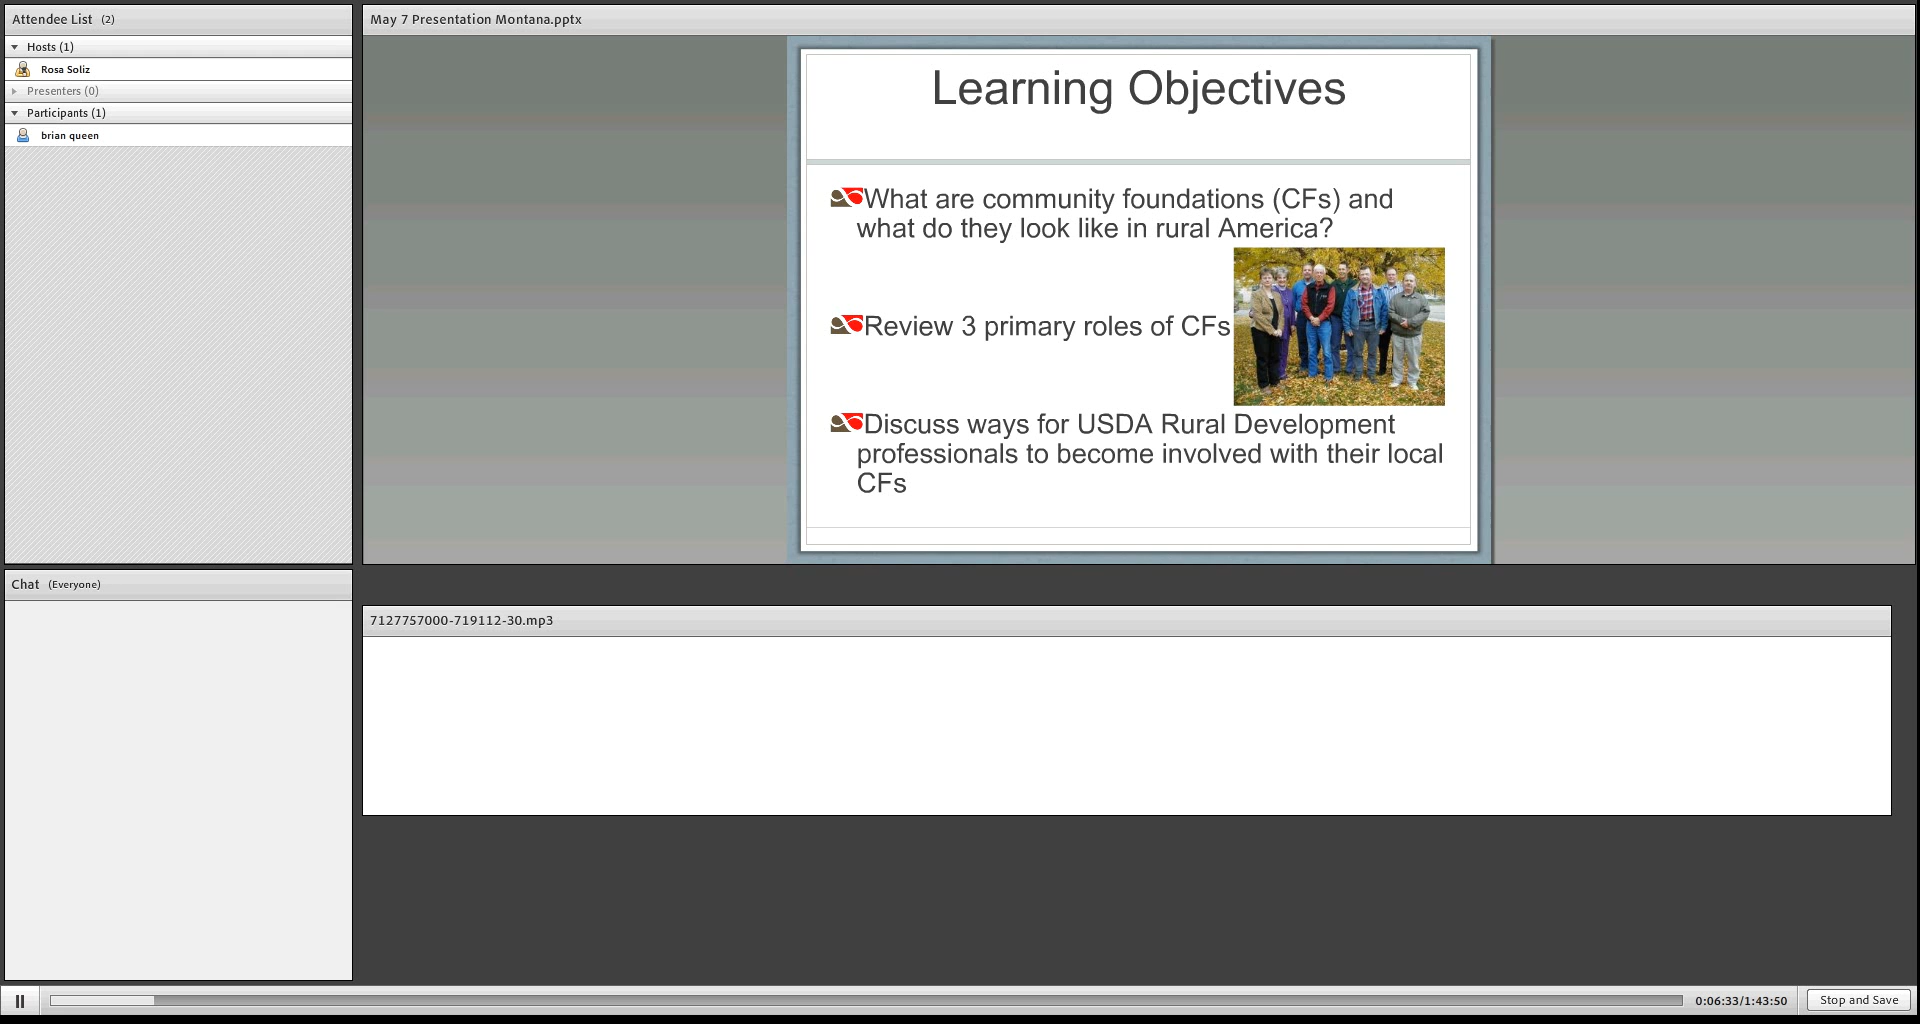 Attendee List (2)
Hosts (1)
Rosa Soliz
Presenters (0)
Participants (1)
brian queen
Chat (Everyone)
May 7 Presentation Montana.pptx
Learning Objectives
What are community foundations (CFs) and
what do they look like in rural America?
Review 3 primary roles of CFs
Discuss ways for USDA Rural Development
professionals to become involved with their local
CFs
7127757000-719112-30.mp3
0:06:33/1:43:50
Stop and Save